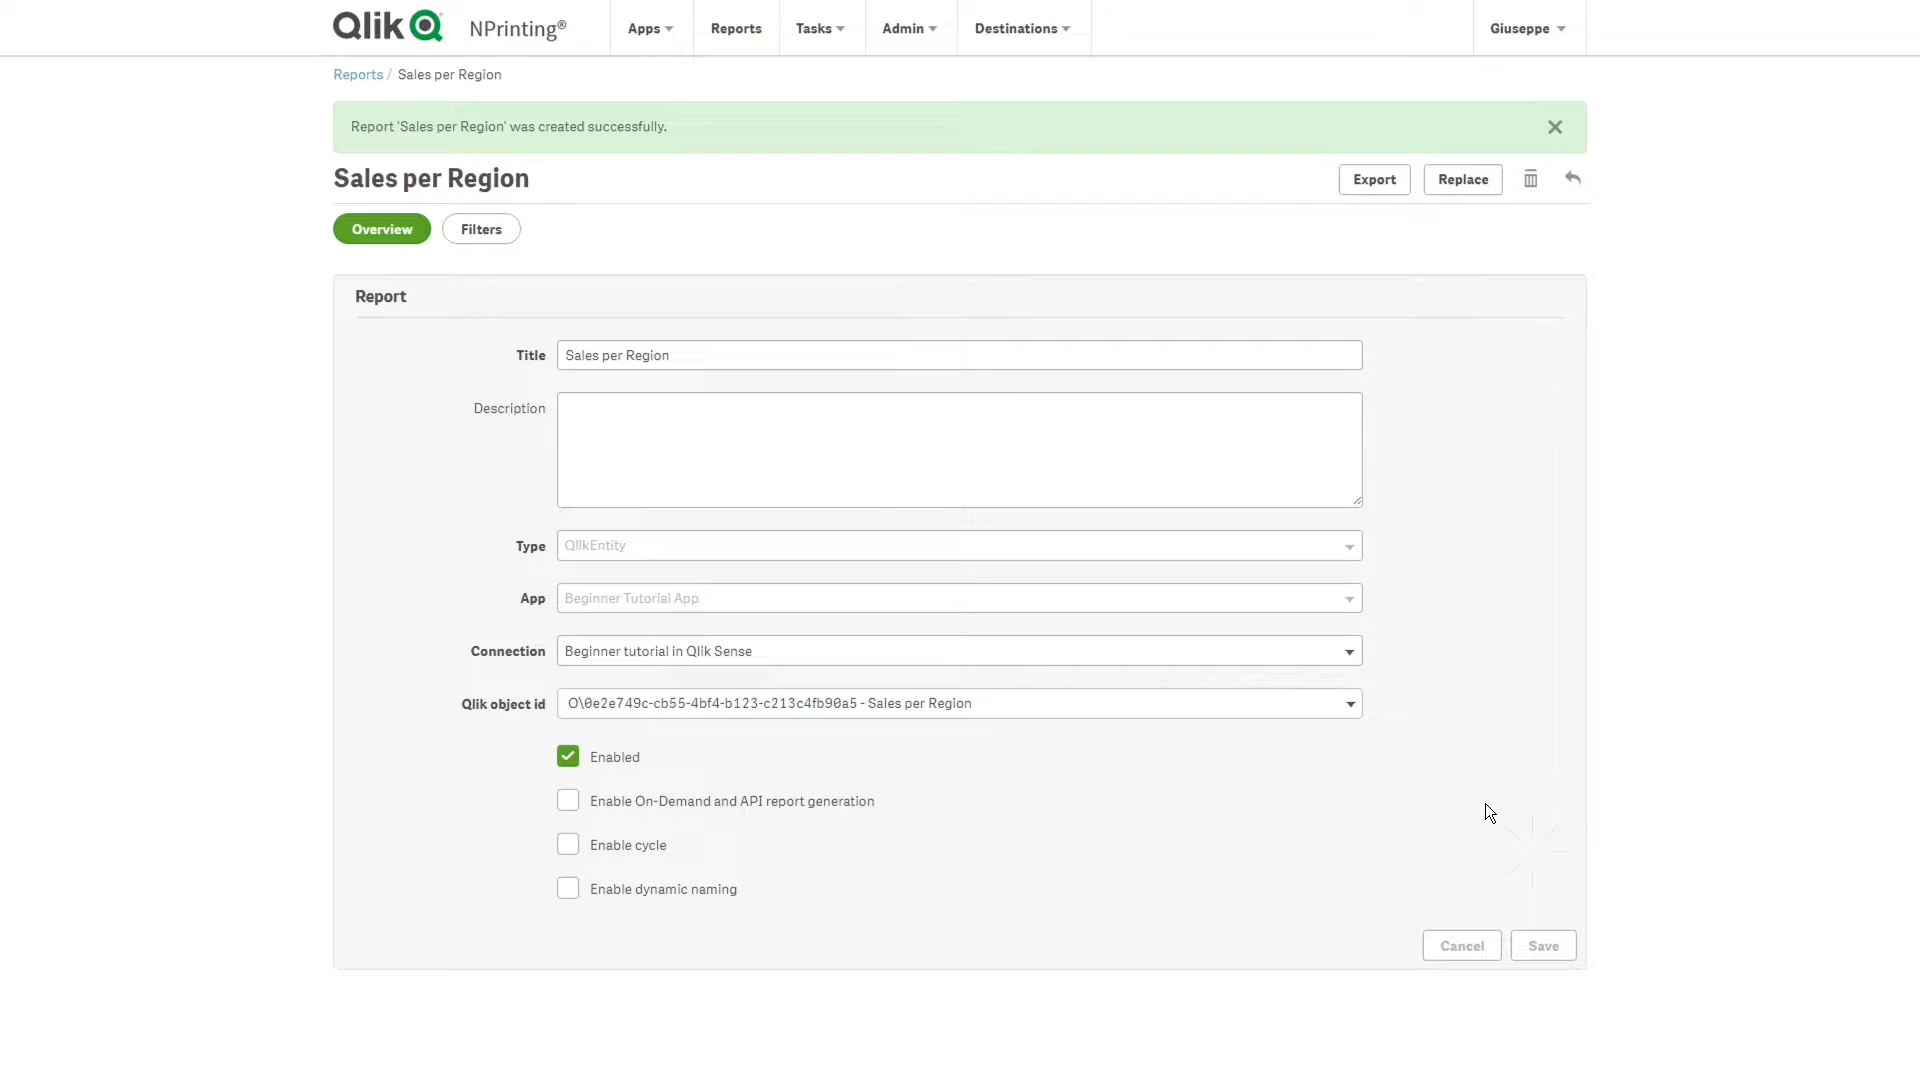 Qlik NPrinting® Apps Reports Tasks Admin Destinations Giuseppe
Reports / Sales per Region
Report 'Sales per Region' was created successfully.
Sales per Region Export Replace
Overview Filters
Report
Title Sales per Region
Description
Type QlikEntity
App Beginner Tutorial App
Connection Beginner tutorial in Qlik Sense
Qlik object id O\0e2e749c-cb55-4bf4-b123-c213c4fb90a5 - Sales per Region
Enabled
Enable On-Demand and API report generation
Enable cycle
Enable dynamic naming
Cancel Save